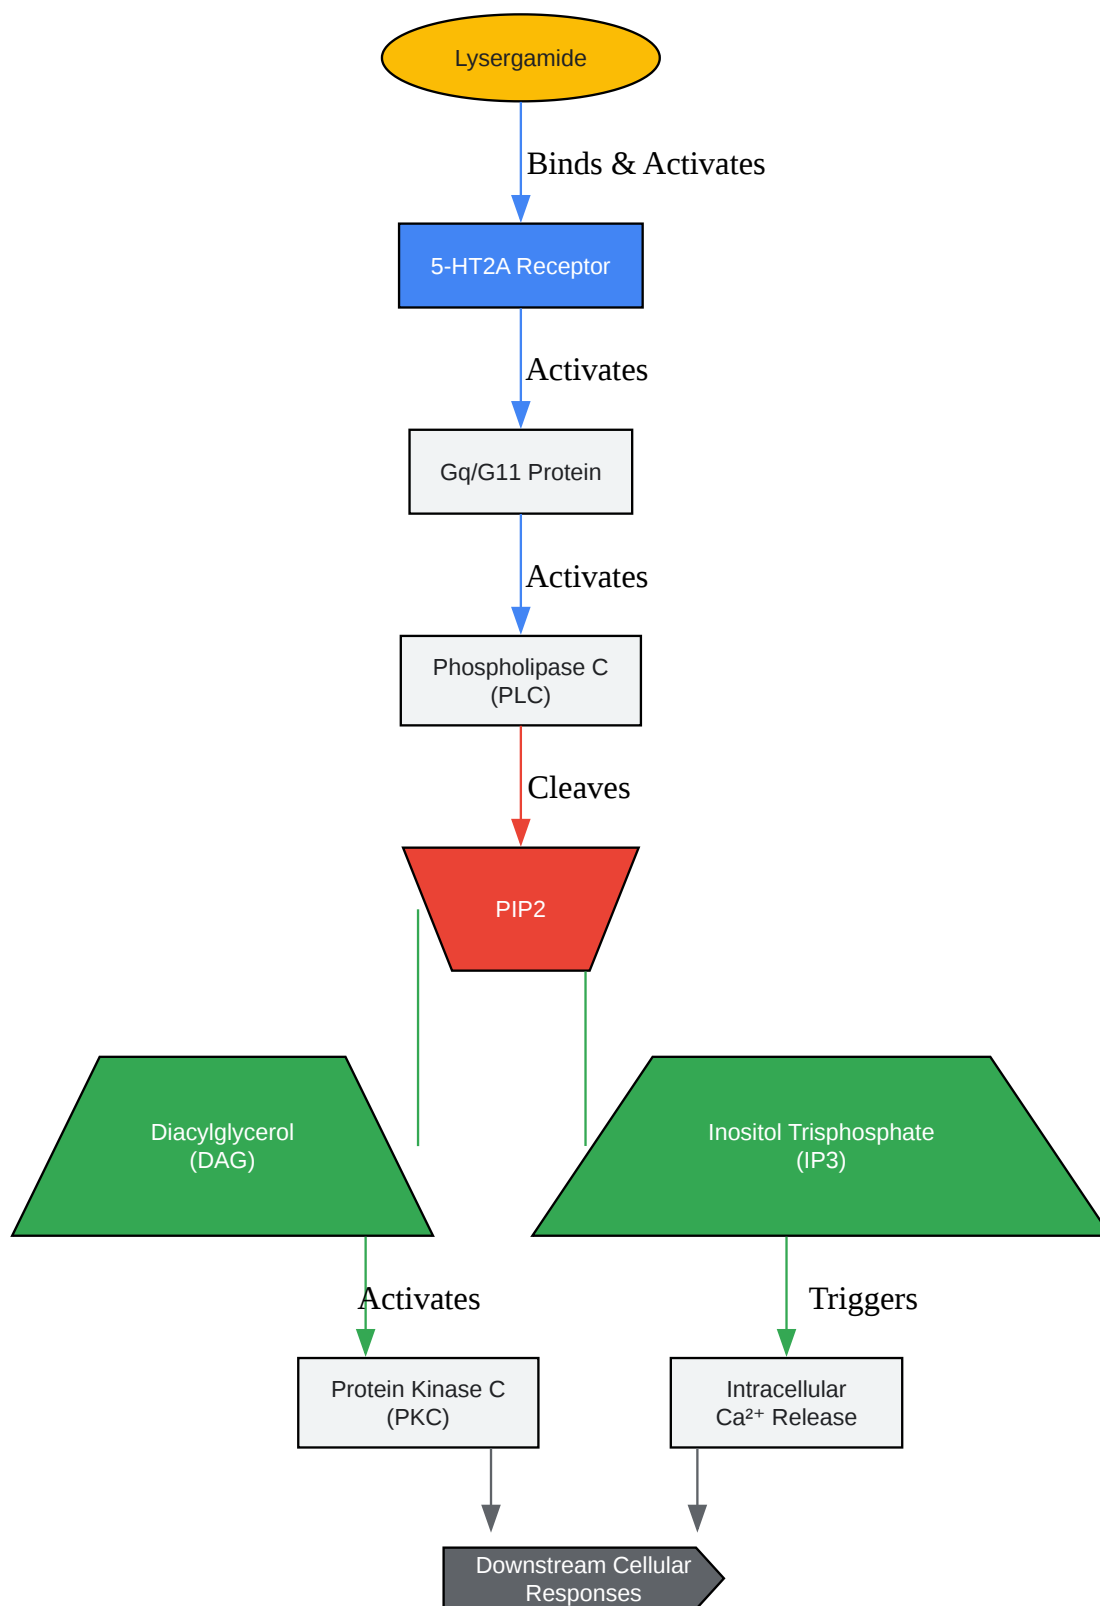 Lysergamide
Binds & Activates
5-HT2A Receptor
Activates
Gq/G11 Protein
Activates
Phospholipase C
(PLC)
Cleaves
PIP2
Diacylglycerol
(DAG)
Inositol Trisphosphate
(IP3)
Activates
Triggers
Protein Kinase C
(PKC)
Intracellular
Ca²⁺ Release
Downstream Cellular
Responses